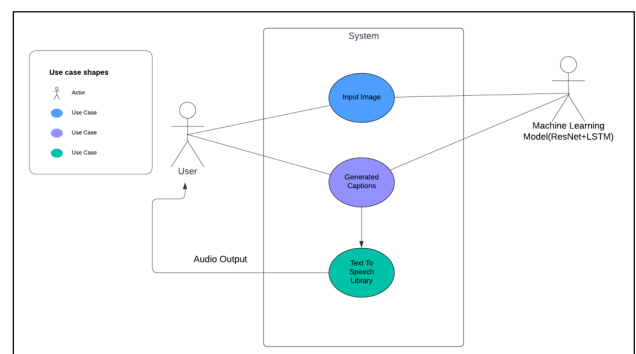 System
Use case shapes
Actor
Use Case
Use Case
Use Case
Input Image
User
Machine Learning
Model(ResNet+LSTM)
Generated
Captions
Audio Output
Text To
Speech
Library